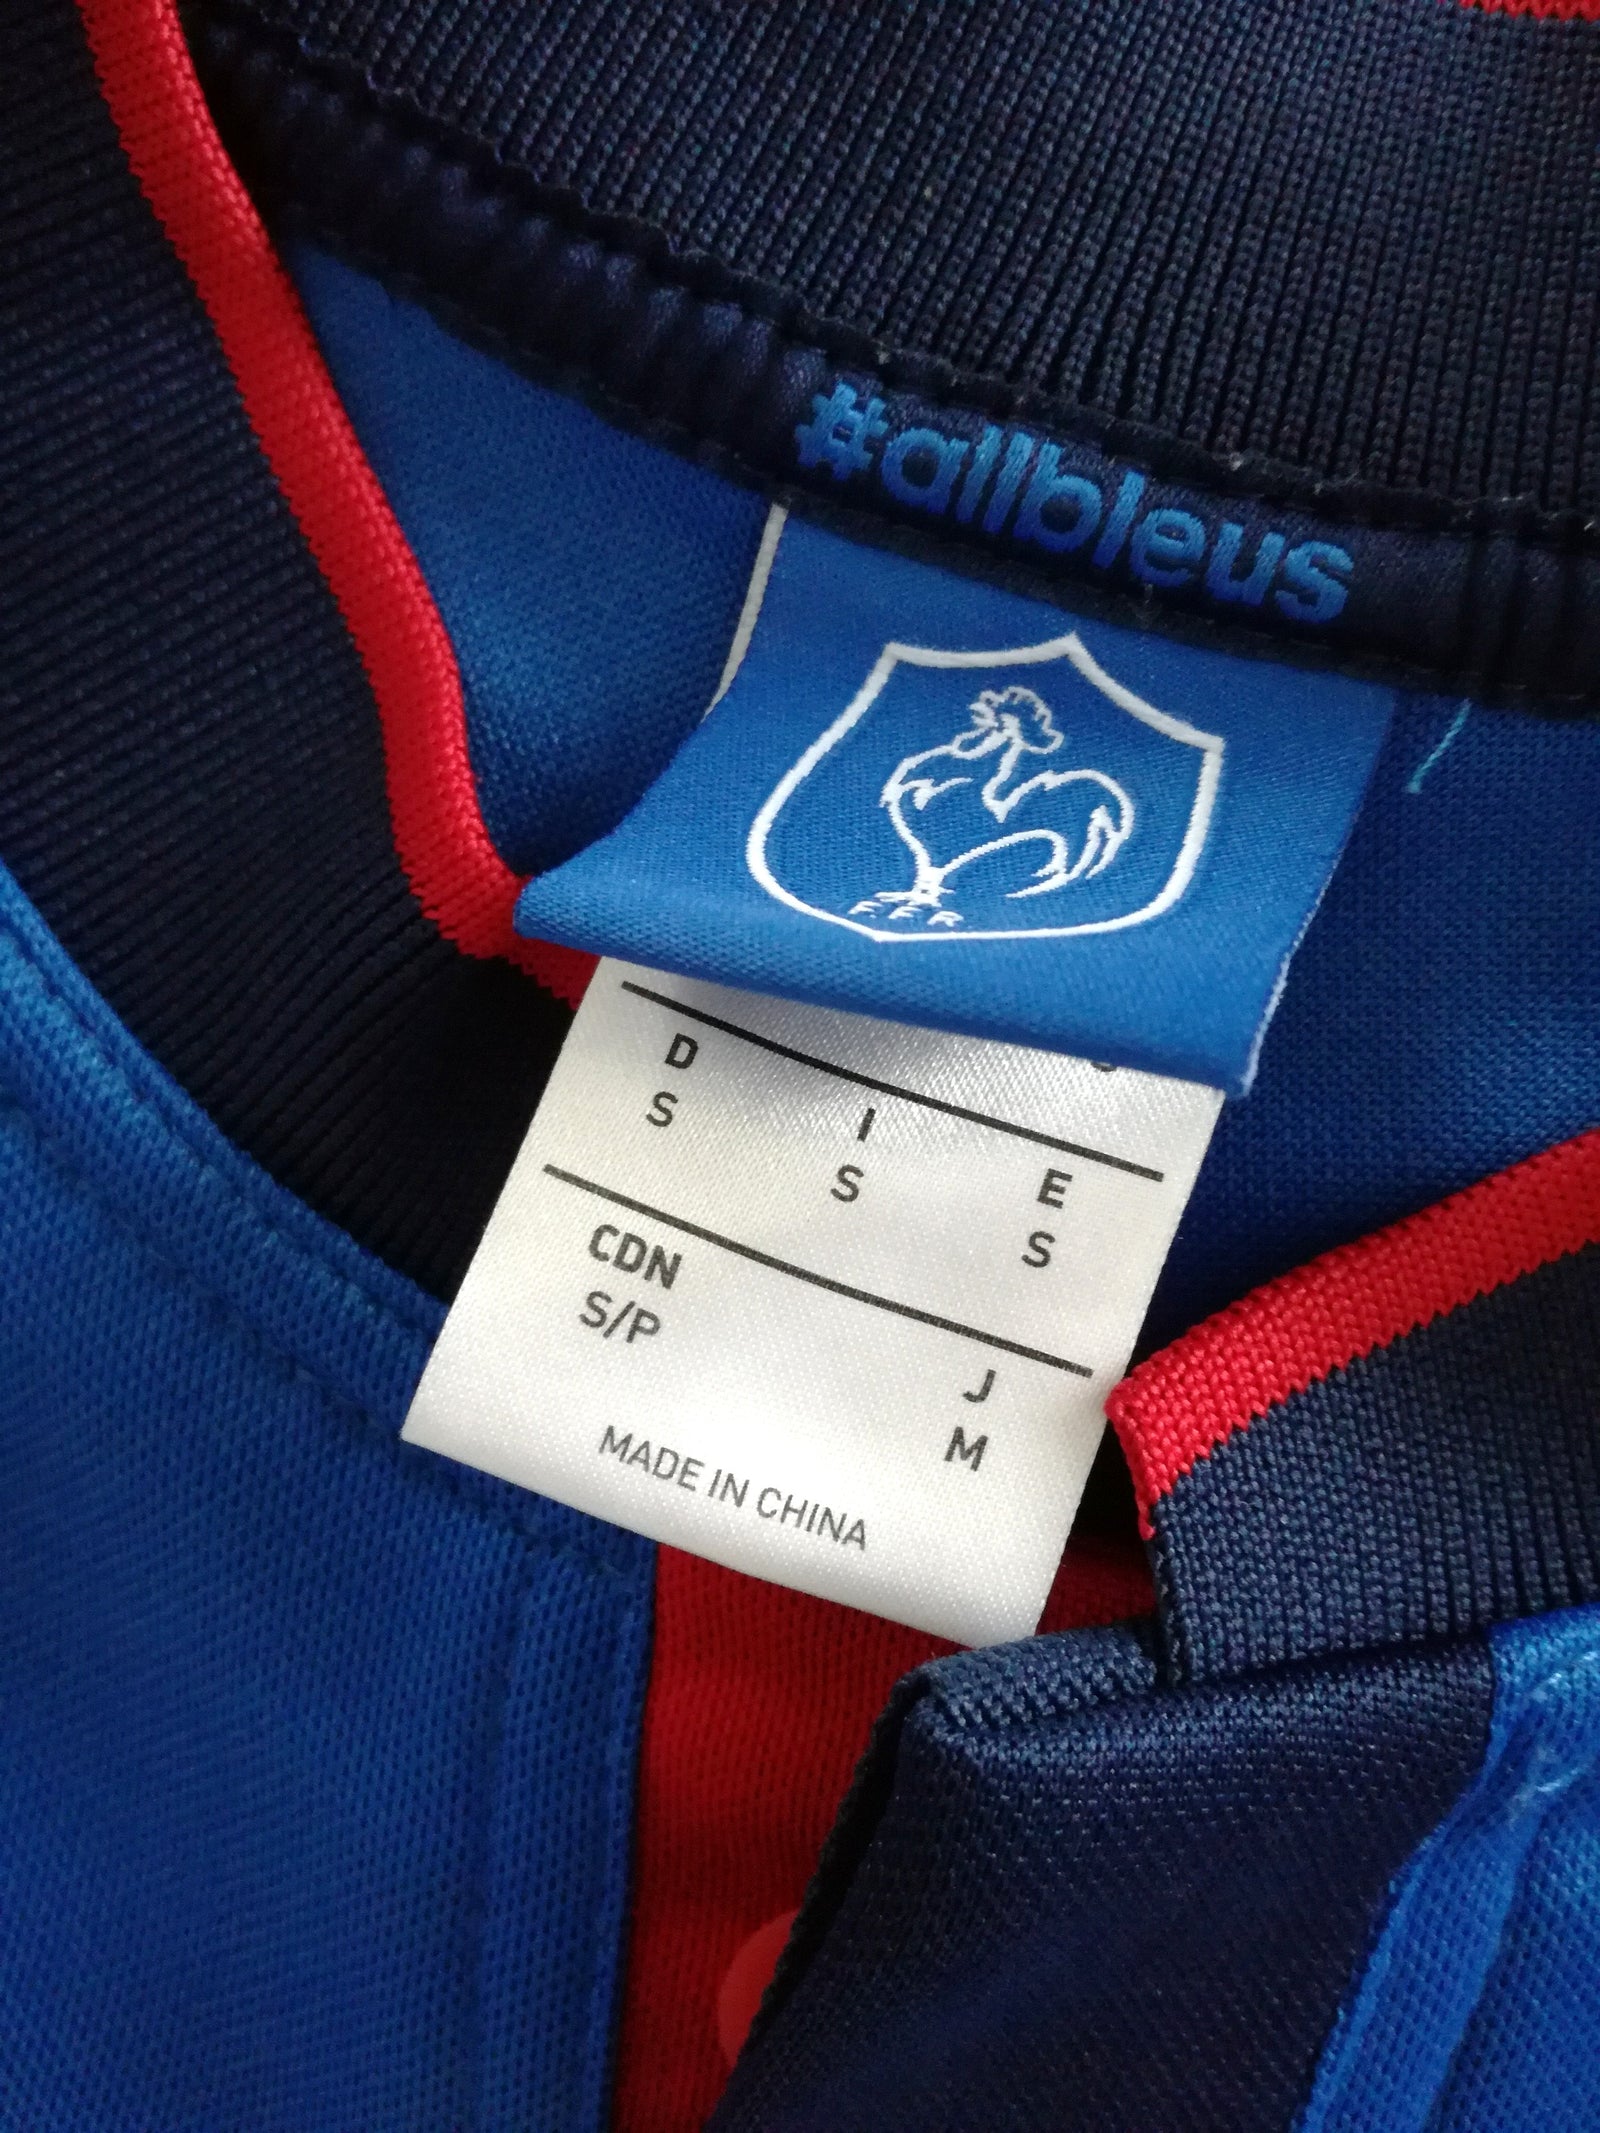 #allbleus
F.F.R
D I E
S S S
CDN J
S/P M
MADE IN CHINA